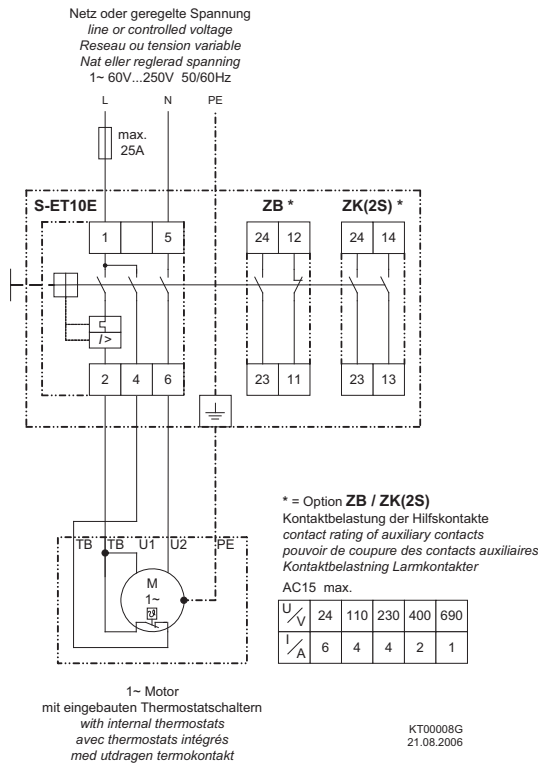 Netz oder geregelte Spannung
line or controlled voltage
Reseau ou tension variable
Nat eller reglerad spanning
1~ 60V...250V 50/60Hz
L N PE
max.
25A
S-ET10E ZB * ZK(2S) *
1 5 24 12 24 14
I >
2 4 6 23 11 23 13
TB TB U1 U2 PE
M
1~
ϑ
* = Option ZB / ZK(2S)
Kontaktbelastung der Hilfskontakte
contact rating of auxiliary contacts
pouvoir de coupure des contacts auxiliaires
Kontaktbelastning Larmkontakter
AC15 max.
U/V 24 110 230 400 690
I/A 6 4 4 2 1
1~ Motor
mit eingebauten Thermostatschaltern
with internal thermostats
avec thermostats intégrés
med utdragen termokontakt
KT00008G
21.08.2006